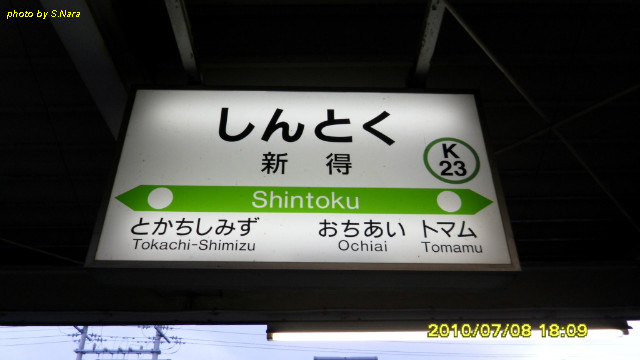 photo by S.Nara
しんとく
新得
K
23
Shintoku
とかちしみず おちあい トマム
Tokachi-Shimizu Ochiai Tomamu
2010/07/08 18:09